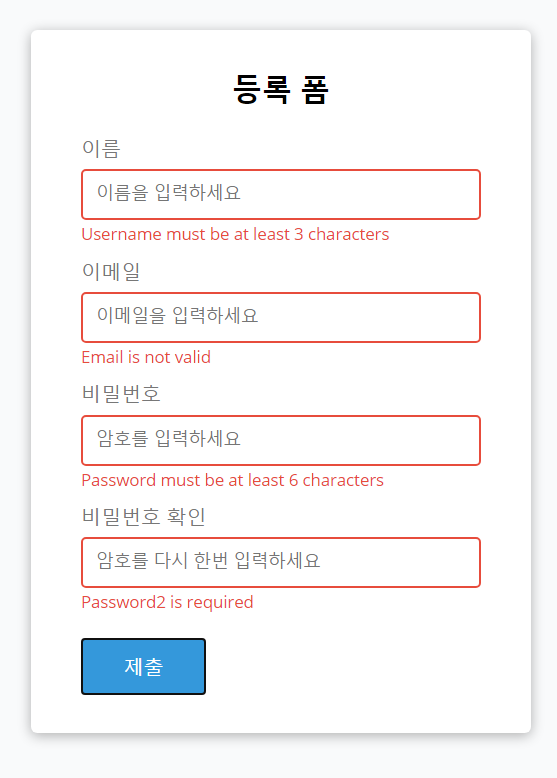 등록 폼
이름
이름을 입력하세요
Username must be at least 3 characters
이메일
이메일을 입력하세요
Email is not valid
비밀번호
암호를 입력하세요
Password must be at least 6 characters
비밀번호 확인
암호를 다시 한번 입력하세요
Password2 is required
제출